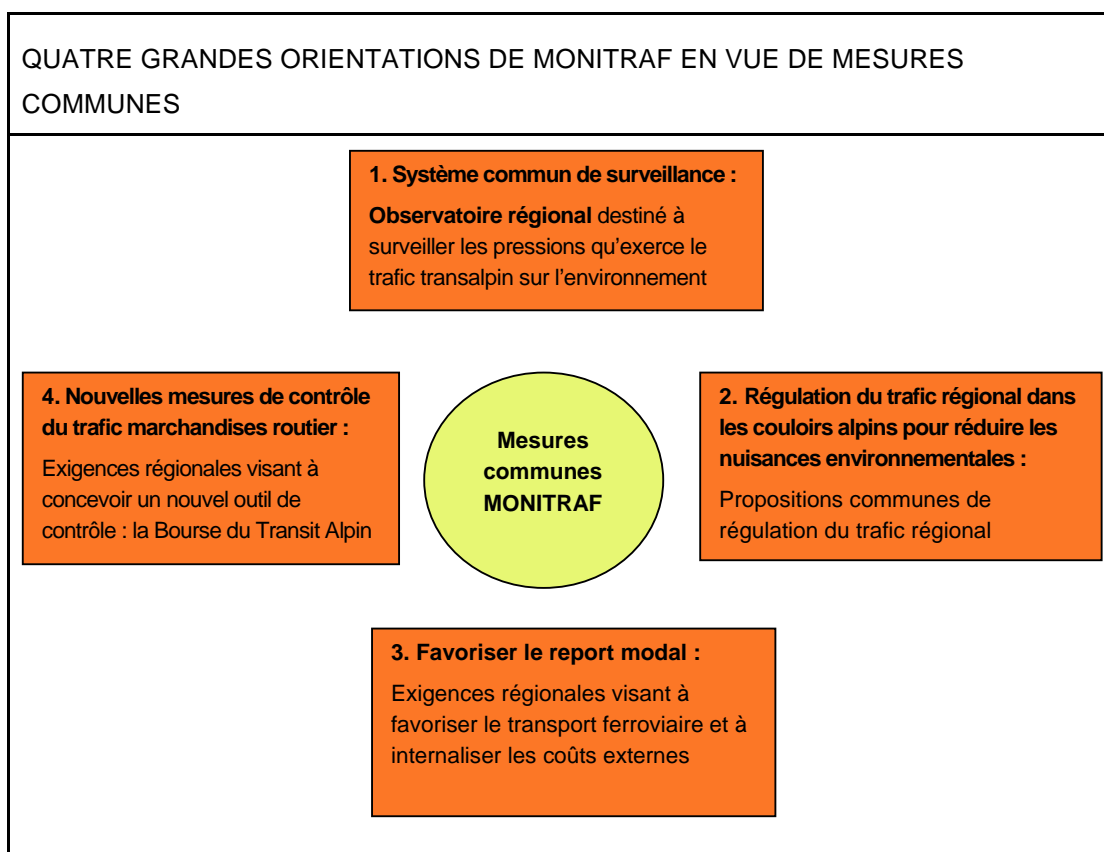 QUATRE GRANDES ORIENTATIONS DE MONITRAF EN VUE DE MESURES
COMMUNES
1. Système commun de surveillance :
Observatoire régional destiné à
surveiller les pressions qu’exerce le
trafic transalpin sur l’environnement
4. Nouvelles mesures de contrôle
du trafic marchandises routier :
Exigences régionales visant à
concevoir un nouvel outil de
contrôle : la Bourse du Transit Alpin
Mesures
communes
MONITRAF
2. Régulation du trafic régional dans
les couloirs alpins pour réduire les
nuisances environnementales :
Propositions communes de
régulation du trafic régional
3. Favoriser le report modal :
Exigences régionales visant à
favoriser le transport ferroviaire et à
internaliser les coûts externes